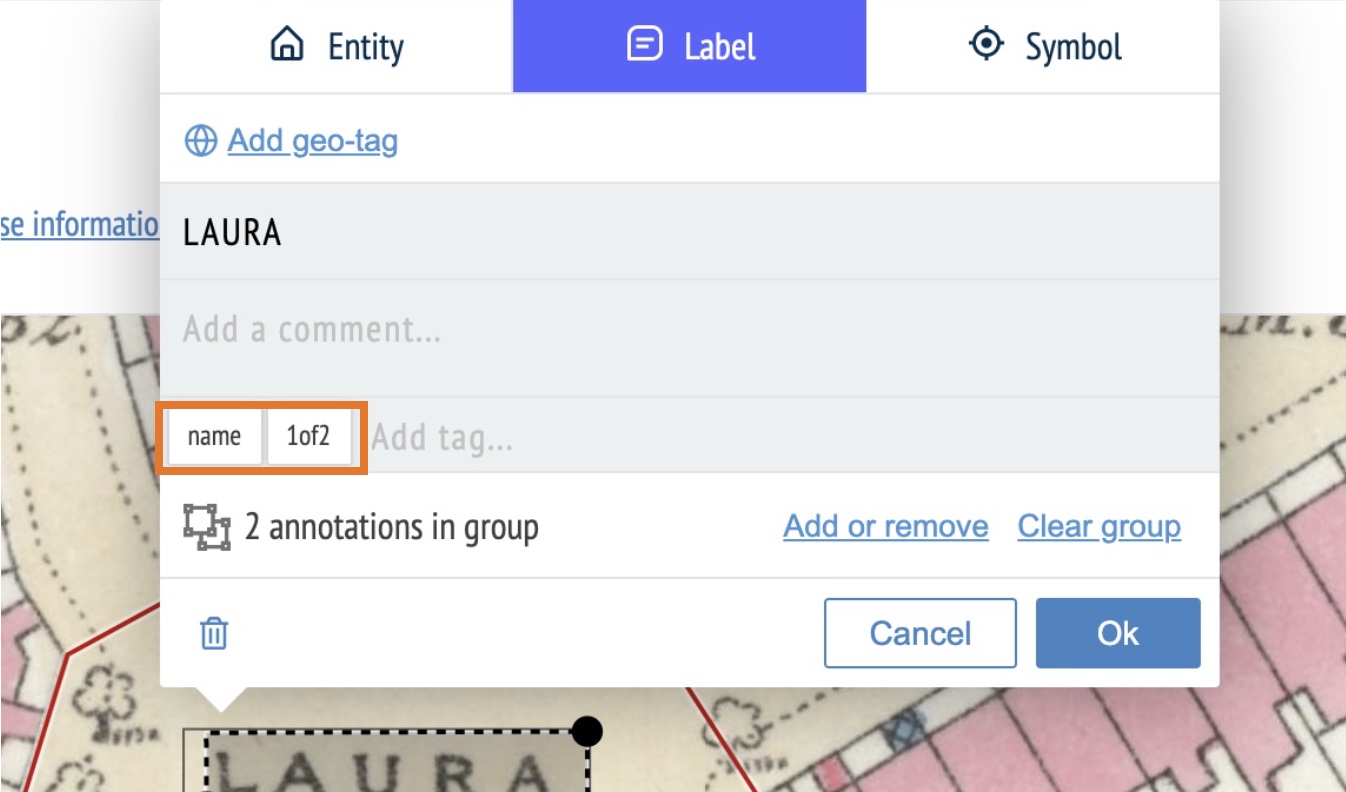 Entity Label Symbol
Add geo-tag
se informatio
LAURA
Add a comment...
name 1of2 Add tag...
2 annotations in group Add or remove Clear group
Cancel Ok
LAURA